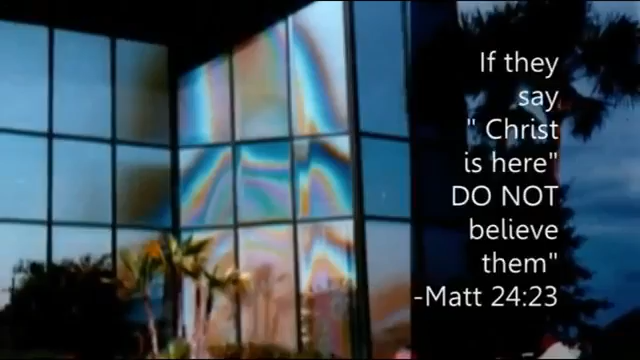 If they
say
" Christ
is here"
DO NOT
believe
them"
-Matt 24:23